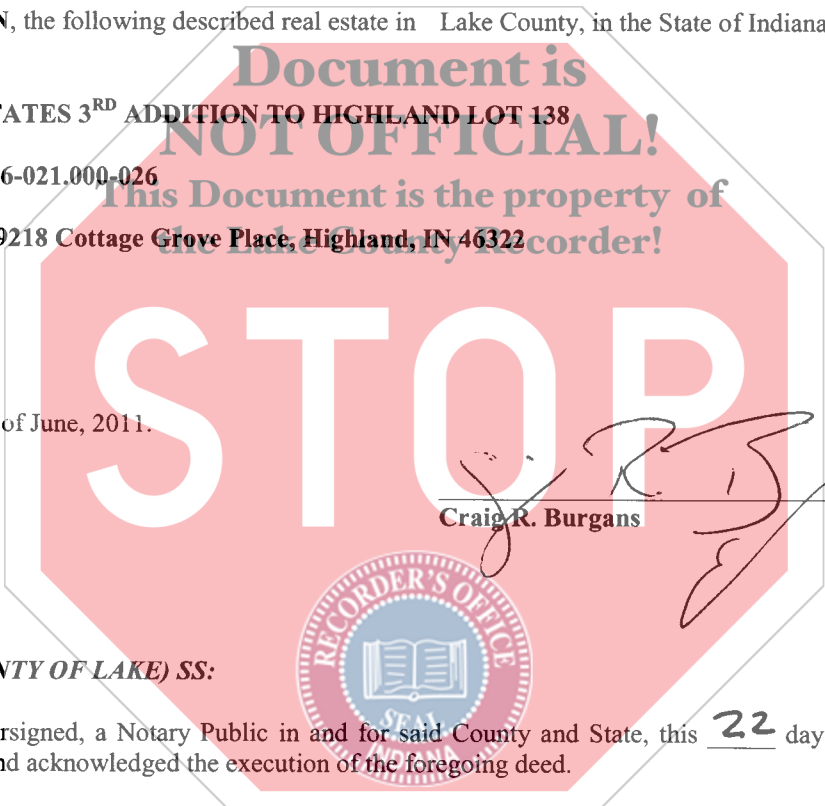 N, the following described real estate in Lake County, in the State of Indiana
Document is
ATES 3RD ADDITION TO HIGHLAND LOT 138
NOT OFFICIAL!
6-021.000-026
This Document is the property of
9218 Cottage Grove Place, Highland, IN 46322
the Lake County Recorder!
STOP
of June, 2011.
Craig R. Burgans
RECORDER'S OFFICE
SEAL
INDIANA
NTY OF LAKE) SS:
rsigned, a Notary Public in and for said County and State, this 22 day
nd acknowledged the execution of the foregoing deed.